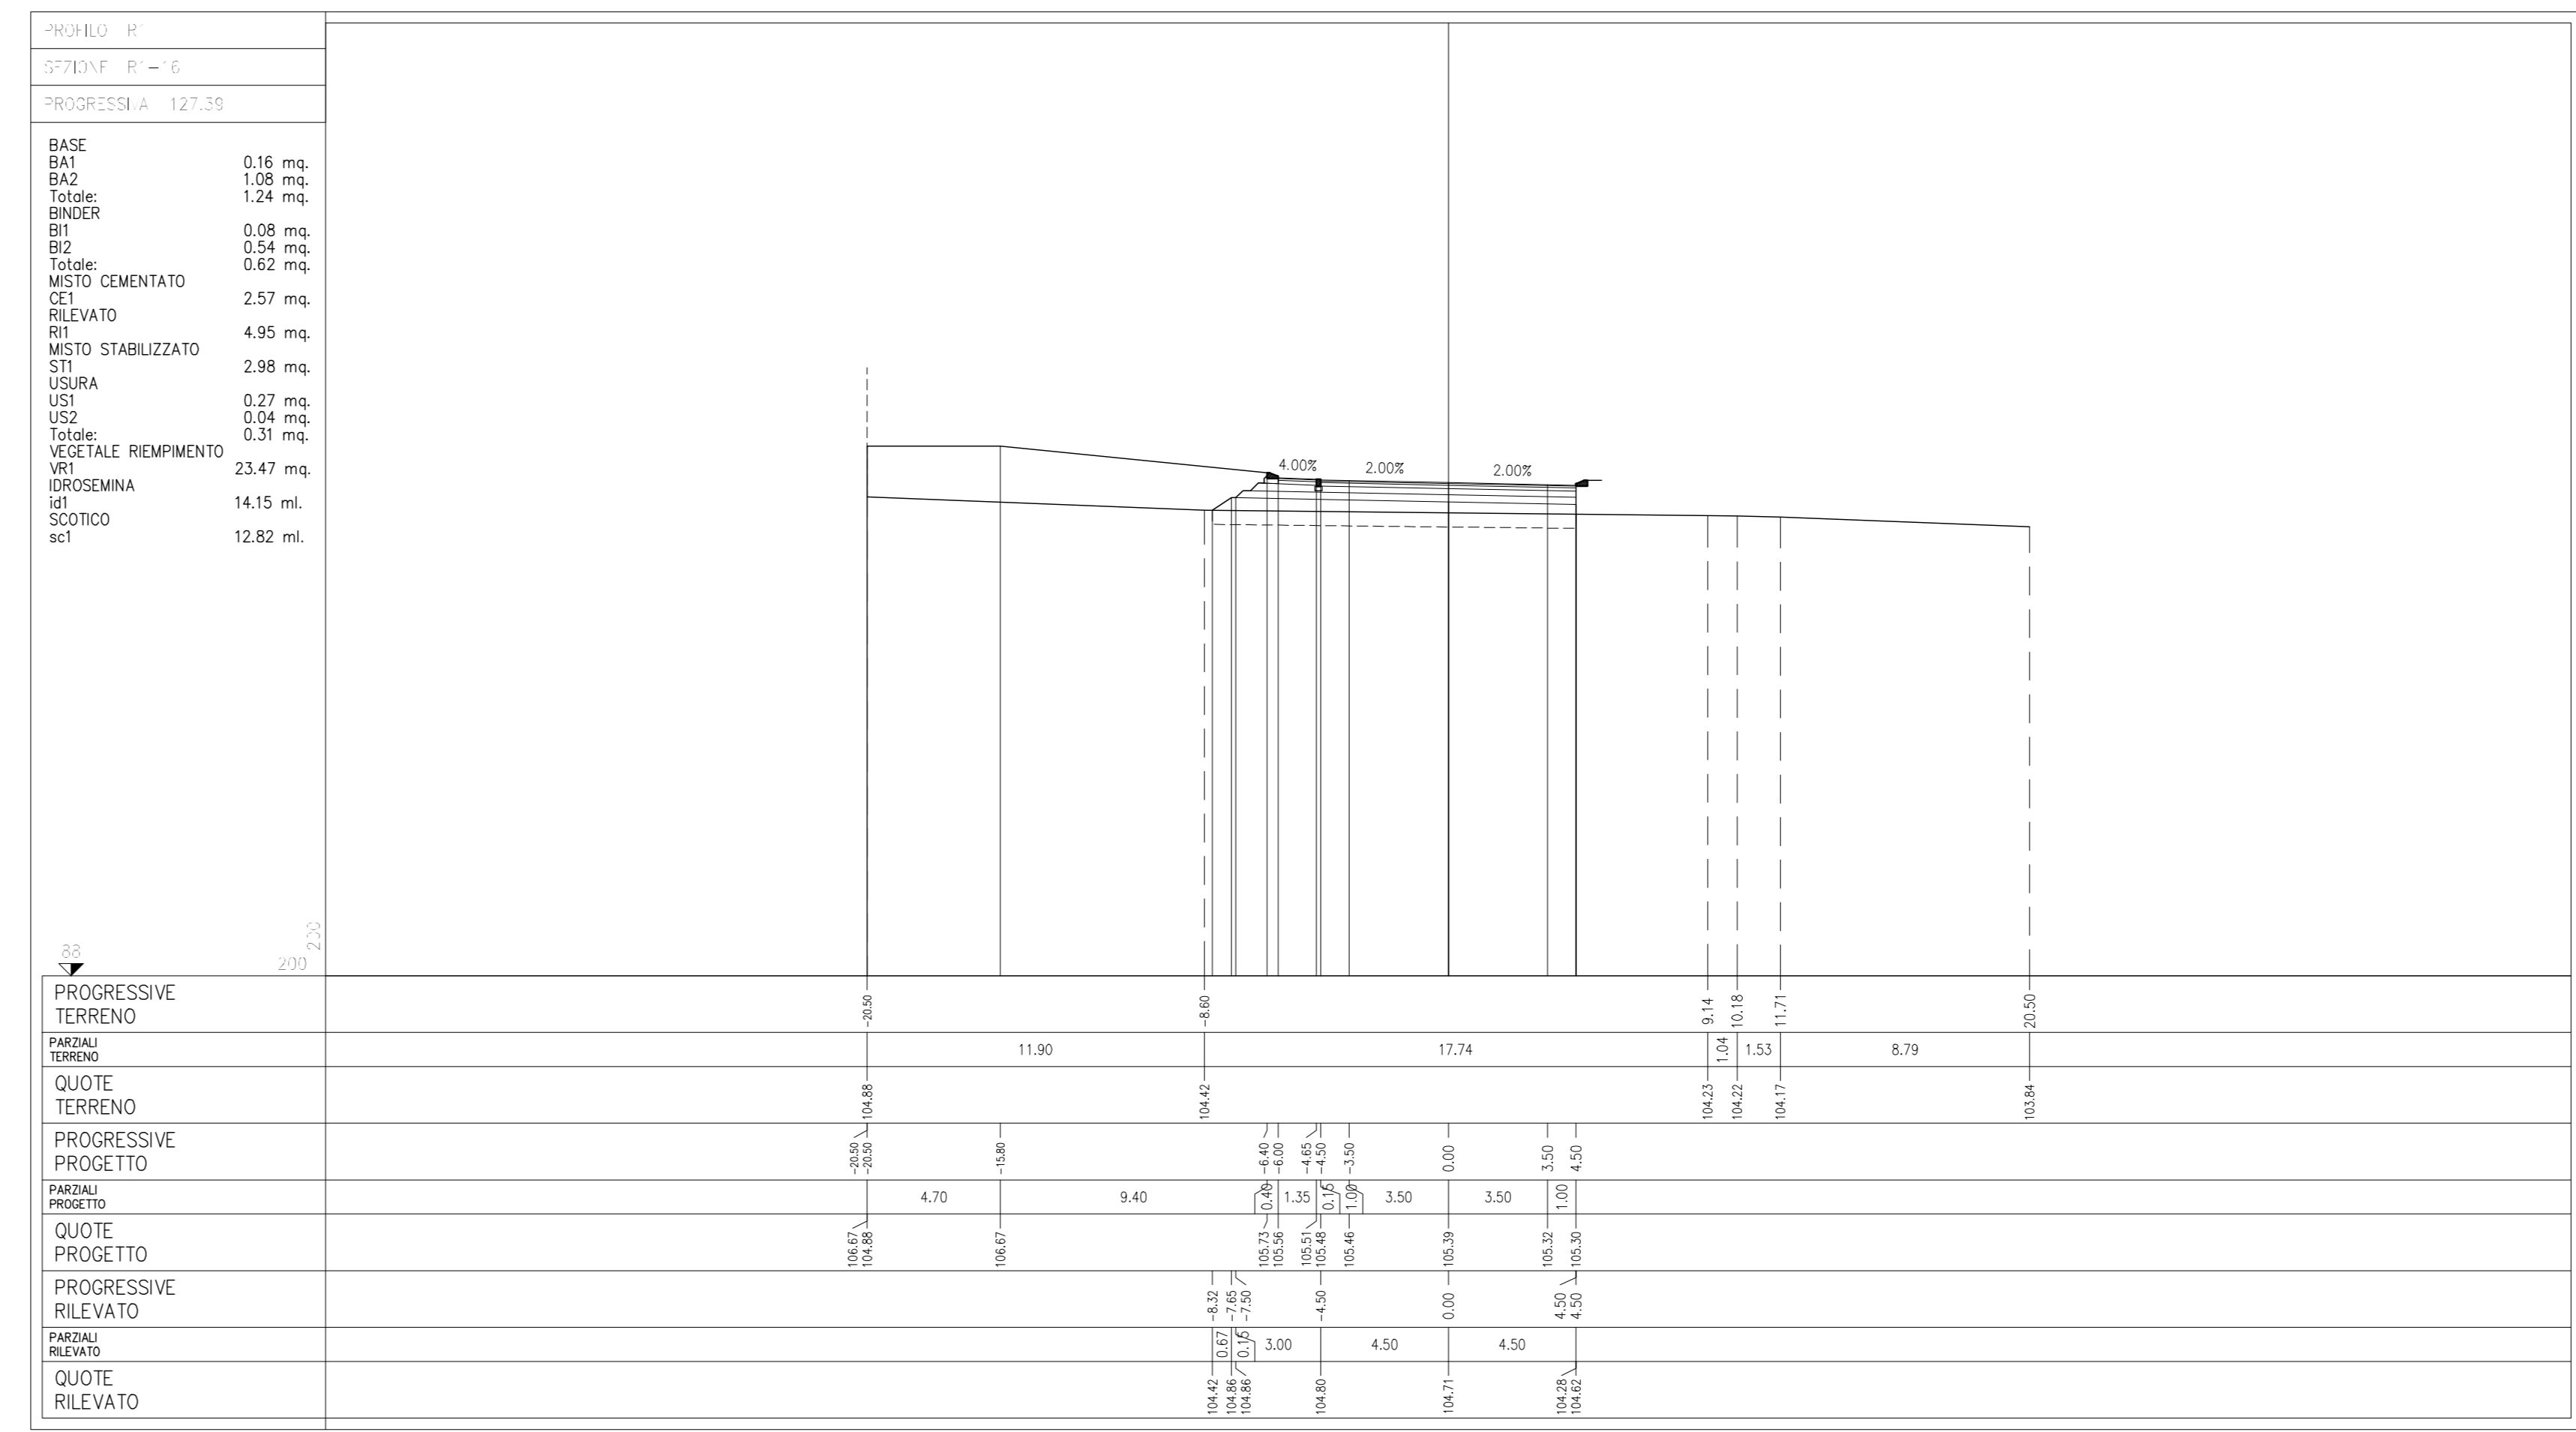 PROFILO R1
SEZIONE R1-16
PROGRESSIVA 127.39
BASE
BA1 0.16 mq.
BA2 1.08 mq.
Totale: 1.24 mq.
BINDER
BI1 0.08 mq.
BI2 0.54 mq.
Totale: 0.62 mq.
MISTO CEMENTATO
CE1 2.57 mq.
RILEVATO
RI1 4.95 mq.
MISTO STABILIZZATO
ST1 2.98 mq.
USURA
US1 0.27 mq.
US2 0.04 mq.
Totale: 0.31 mq.
VEGETALE RIEMPIMENTO
VR1 23.47 mq.
IDROSEMINA
id1 14.15 ml.
SCOTICO
sc1 12.82 ml.
4.00% 2.00% 2.00%
88 200 200
PROGRESSIVE
TERRENO
-20.50 -8.60 9.14 10.18 11.71 20.50
PARZIALI
TERRENO
11.90 17.74 1.04 1.53 8.79
QUOTE
TERRENO
104.88 104.42 104.23 104.22 104.17 103.84
PROGRESSIVE
PROGETTO
-20.50 -20.50 -15.80 -6.40 -6.00 -4.65 -4.50 -3.50 0.00 3.50 4.50
PARZIALI
PROGETTO
4.70 9.40 0.40 1.35 0.15 1.00 3.50 3.50 1.00
QUOTE
PROGETTO
106.67 104.88 106.67 105.73 105.56 105.51 105.48 105.46 105.39 105.32 105.30
PROGRESSIVE
RILEVATO
-8.32 -7.65 -7.50 -4.50 0.00 4.50 4.50
PARZIALI
RILEVATO
0.67 0.15 3.00 4.50 4.50
QUOTE
RILEVATO
104.42 104.86 104.86 104.80 104.71 104.28 104.62